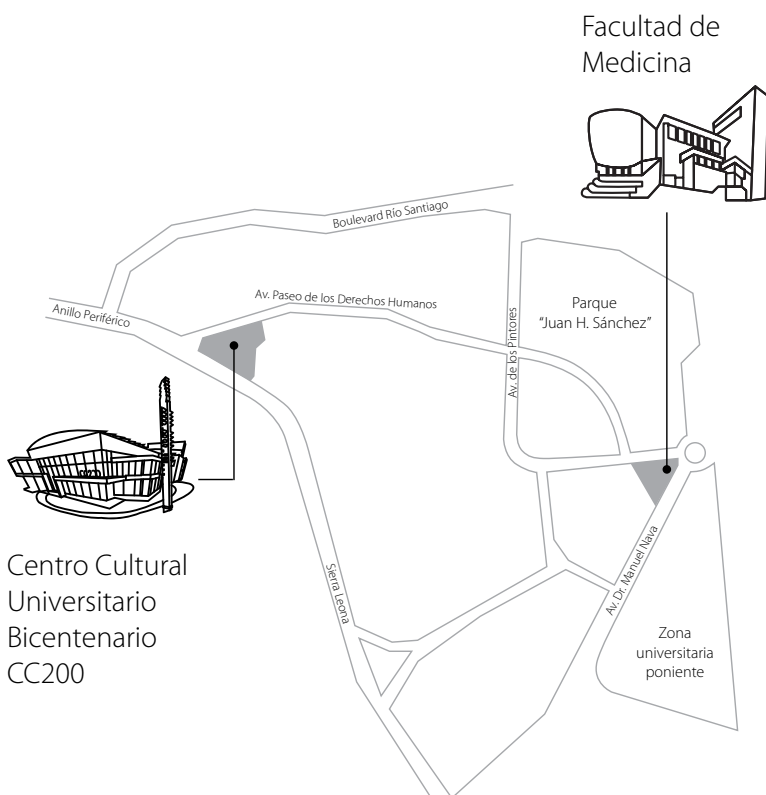 Facultad de
Medicina
Boulevard Río Santiago
Av. Paseo de los Derechos Humanos
Anillo Periférico
Parque
"Juan H. Sánchez"
Av. de los Pintores
Centro Cultural
Universitario
Bicentenario
CC200
Sierra Leona
Av. Dr. Manuel Nava
Zona
universitaria
poniente